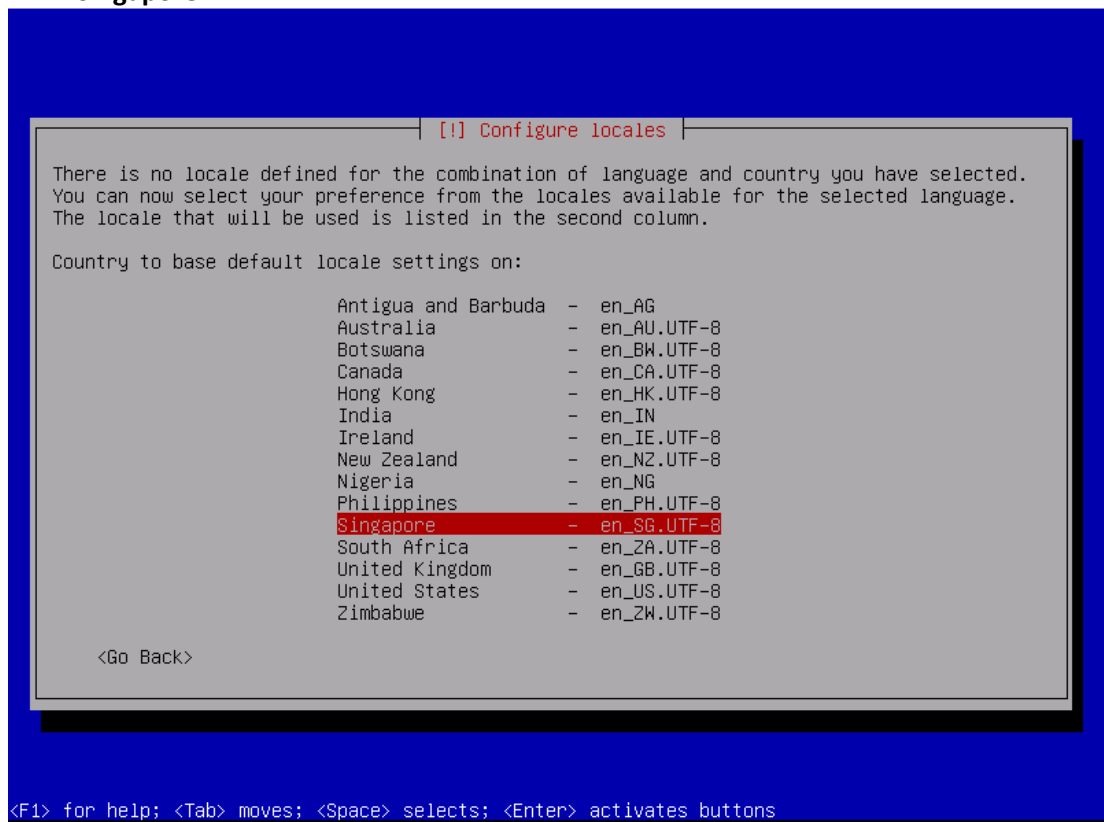 [!] Configure locales
There is no locale defined for the combination of language and country you have selected.
You can now select your preference from the locales available for the selected language.
The locale that will be used is listed in the second column.
Country to base default locale settings on:
Antigua and Barbuda - en_AG
Australia - en_AU.UTF-8
Botswana - en_BW.UTF-8
Canada - en_CA.UTF-8
Hong Kong - en_HK.UTF-8
India - en_IN
Ireland - en_IE.UTF-8
New Zealand - en_NZ.UTF-8
Nigeria - en_NG
Philippines - en_PH.UTF-8
Singapore - en_SG.UTF-8
South Africa - en_ZA.UTF-8
United Kingdom - en_GB.UTF-8
United States - en_US.UTF-8
Zimbabwe - en_ZW.UTF-8
<Go Back>
<F1> for help; <Tab> moves; <Space> selects; <Enter> activates buttons